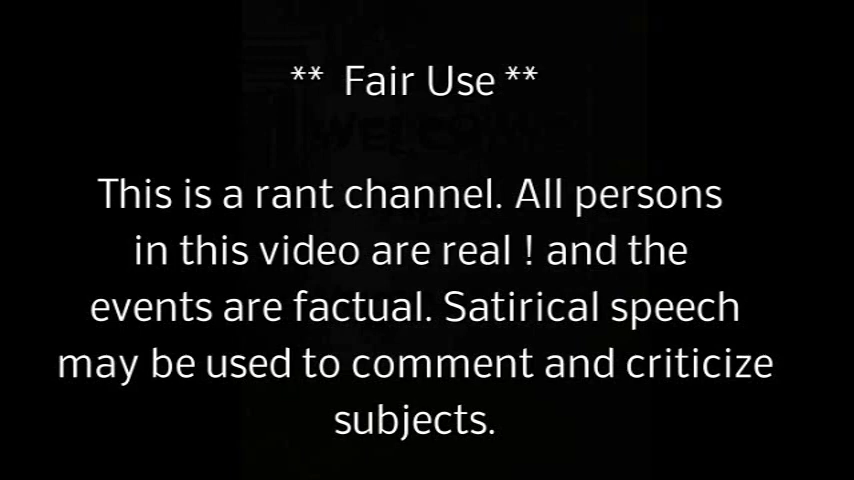 ** Fair Use **
This is a rant channel. All persons
in this video are real ! and the
events are factual. Satirical speech
may be used to comment and criticize
subjects.